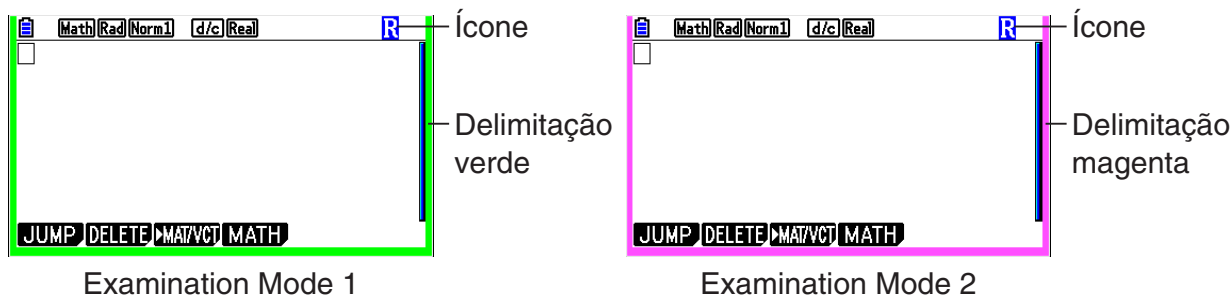 Math Rad Norm1 d/c Real R Ícone
Delimitação
verde
JUMP DELETE ▶MAT/VCT MATH
Examination Mode 1
Math Rad Norm1 d/c Real R Ícone
Delimitação
magenta
JUMP DELETE ▶MAT/VCT MATH
Examination Mode 2